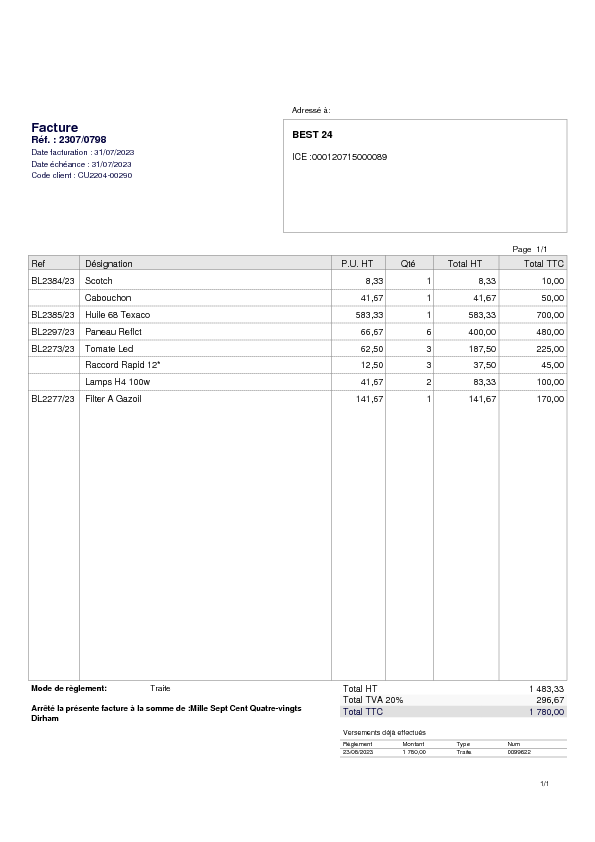 Adressé à:
Facture
Réf. : 2307/0798
Date facturation : 31/07/2023
Date échéance : 31/07/2023
Code client : CU2204-00290
BEST 24
ICE :000120715000089
Page 1/1
Ref Désignation P.U. HT Qté Total HT Total TTC
BL2384/23 Scotch 8,33 1 8,33 10,00
Cabouchon 41,67 1 41,67 50,00
BL2385/23 Huile 68 Texaco 583,33 1 583,33 700,00
BL2297/23 Paneau Reflct 66,67 6 400,00 480,00
BL2273/23 Tomate Led 62,50 3 187,50 225,00
Raccord Rapid 12* 12,50 3 37,50 45,00
Lamps H4 100w 41,67 2 83,33 100,00
BL2277/23 Filter A Gazoil 141,67 1 141,67 170,00
Mode de règlement: Traite
Arrêté la présente facture à la somme de :Mille Sept Cent Quatre-vingts
Dirham
Total HT 1 483,33
Total TVA 20% 296,67
Total TTC 1 780,00
Versements déjà effectués
Règlement Montant Type Num
23/08/2023 1 780,00 Traite 0099622
1/1